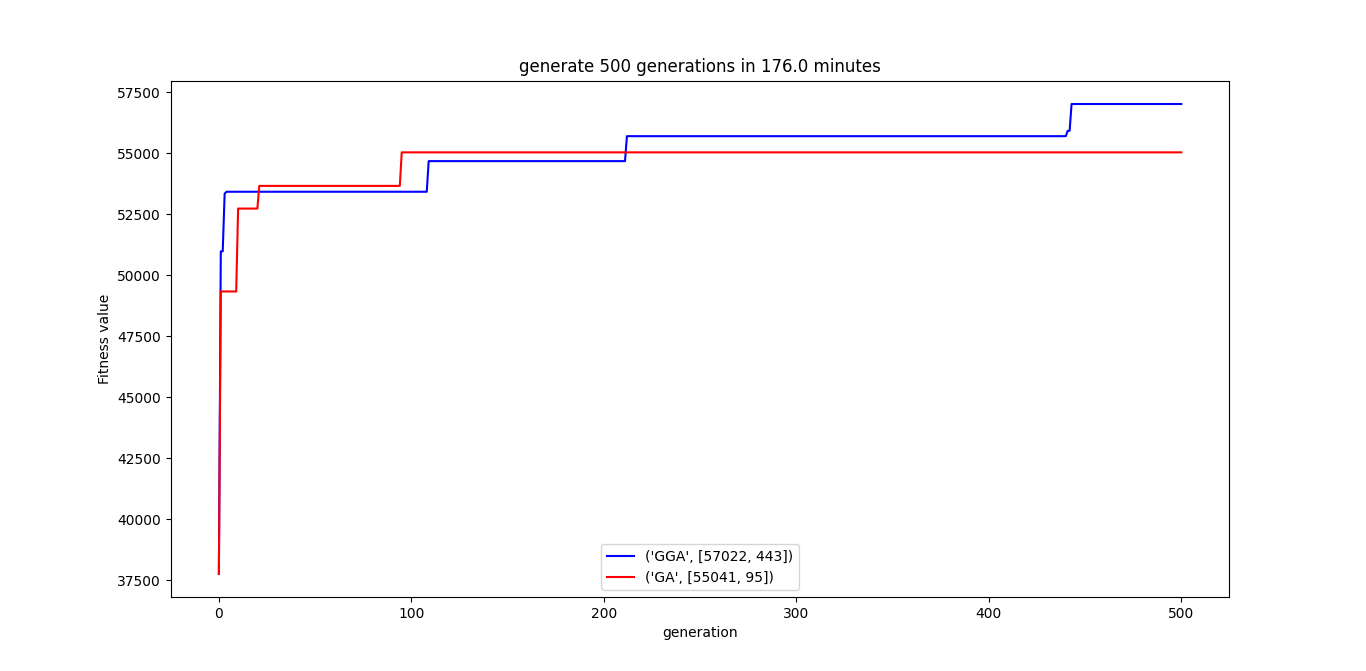 generate 500 generations in 176.0 minutes
57500
55000
52500
50000
47500
45000
42500
40000
37500
Fitness value
('GGA', [57022, 443])
('GA', [55041, 95])
0 100 200 300 400 500
generation